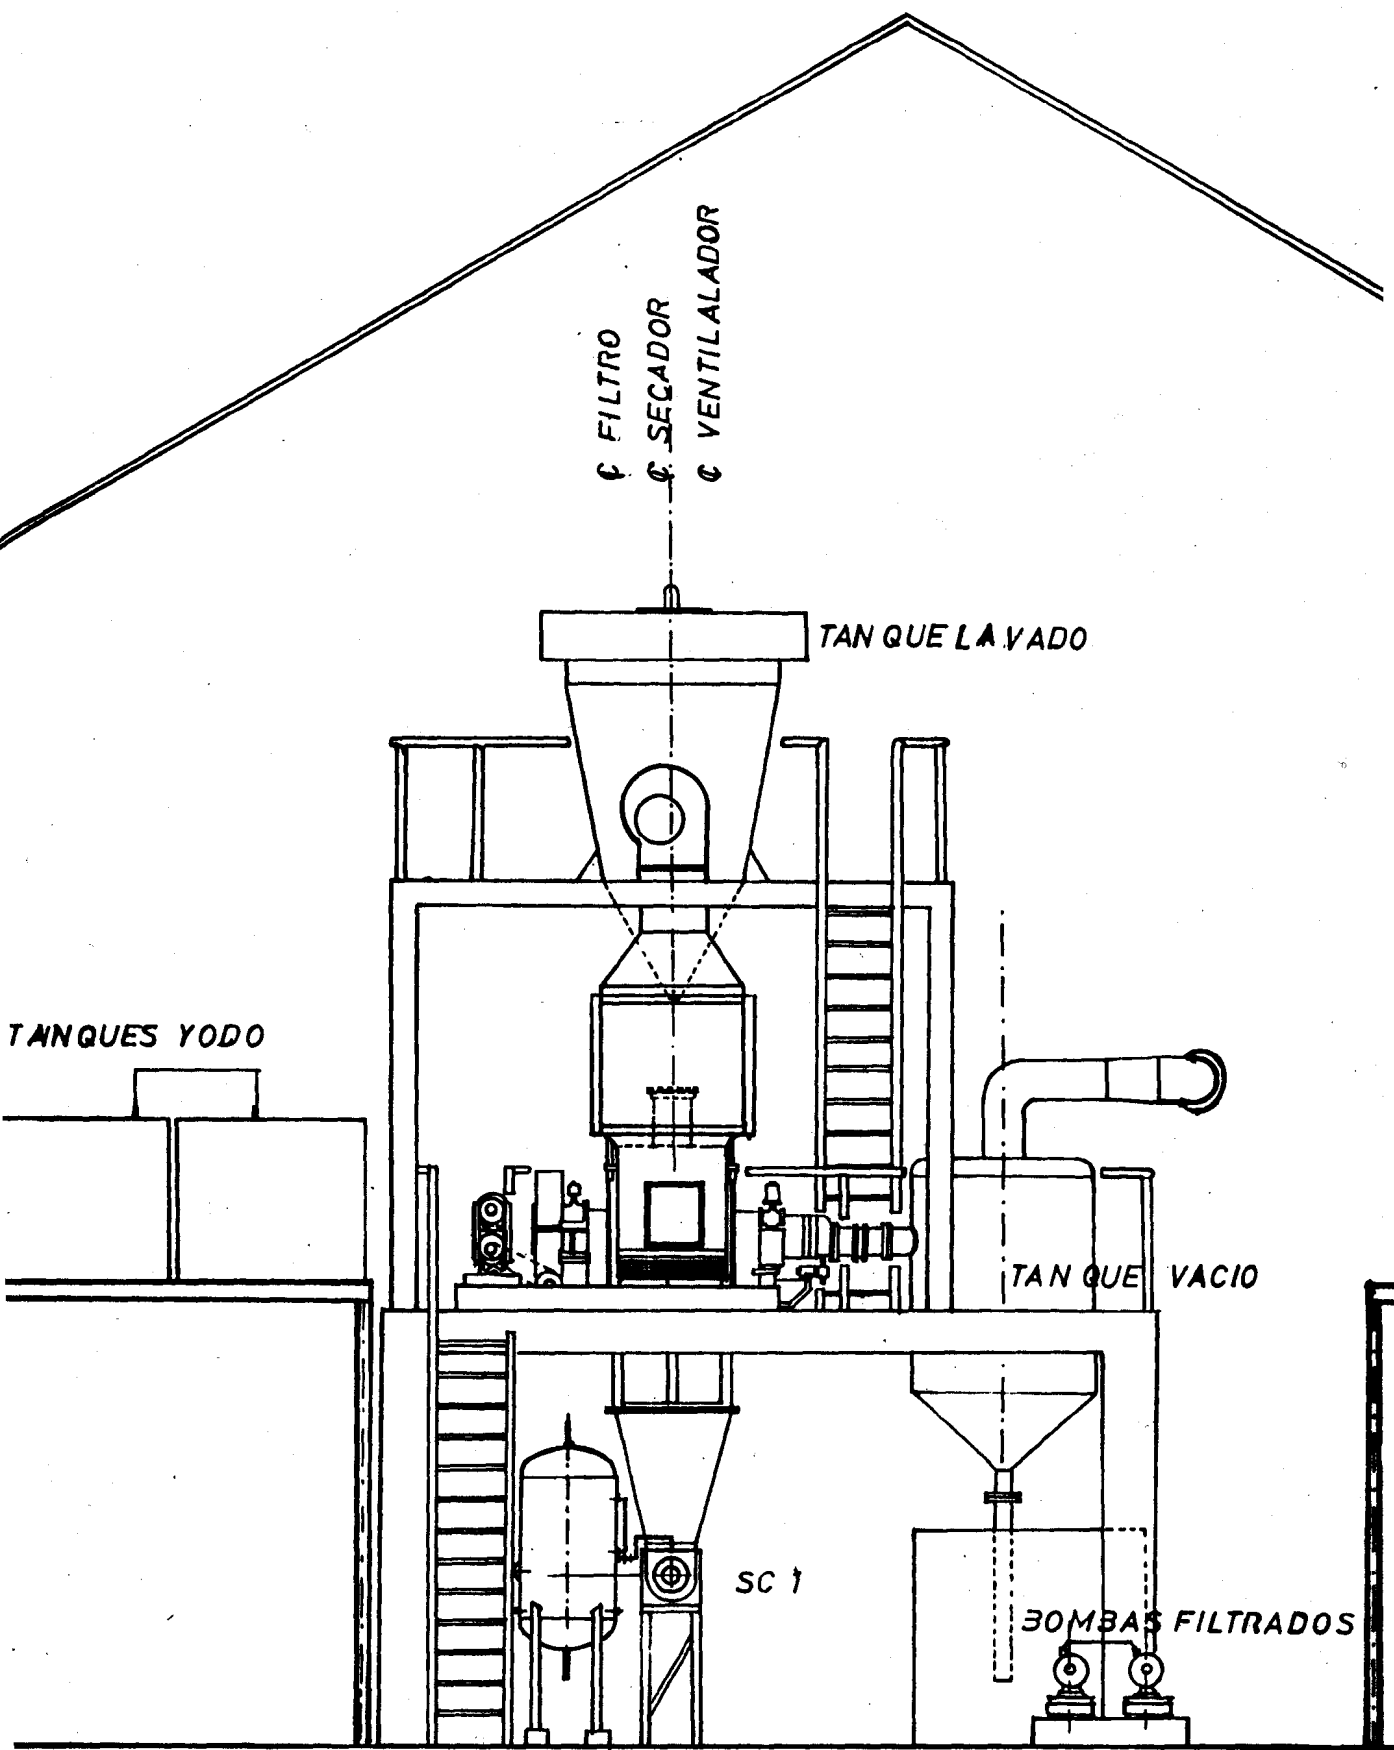 ℄ FILTRO
℄ SECADOR
℄ VENTILALADOR
TANQUE LAVADO
TANQUES YODO
TANQUE VACIO
SC 1
BOMBAS FILTRADOS